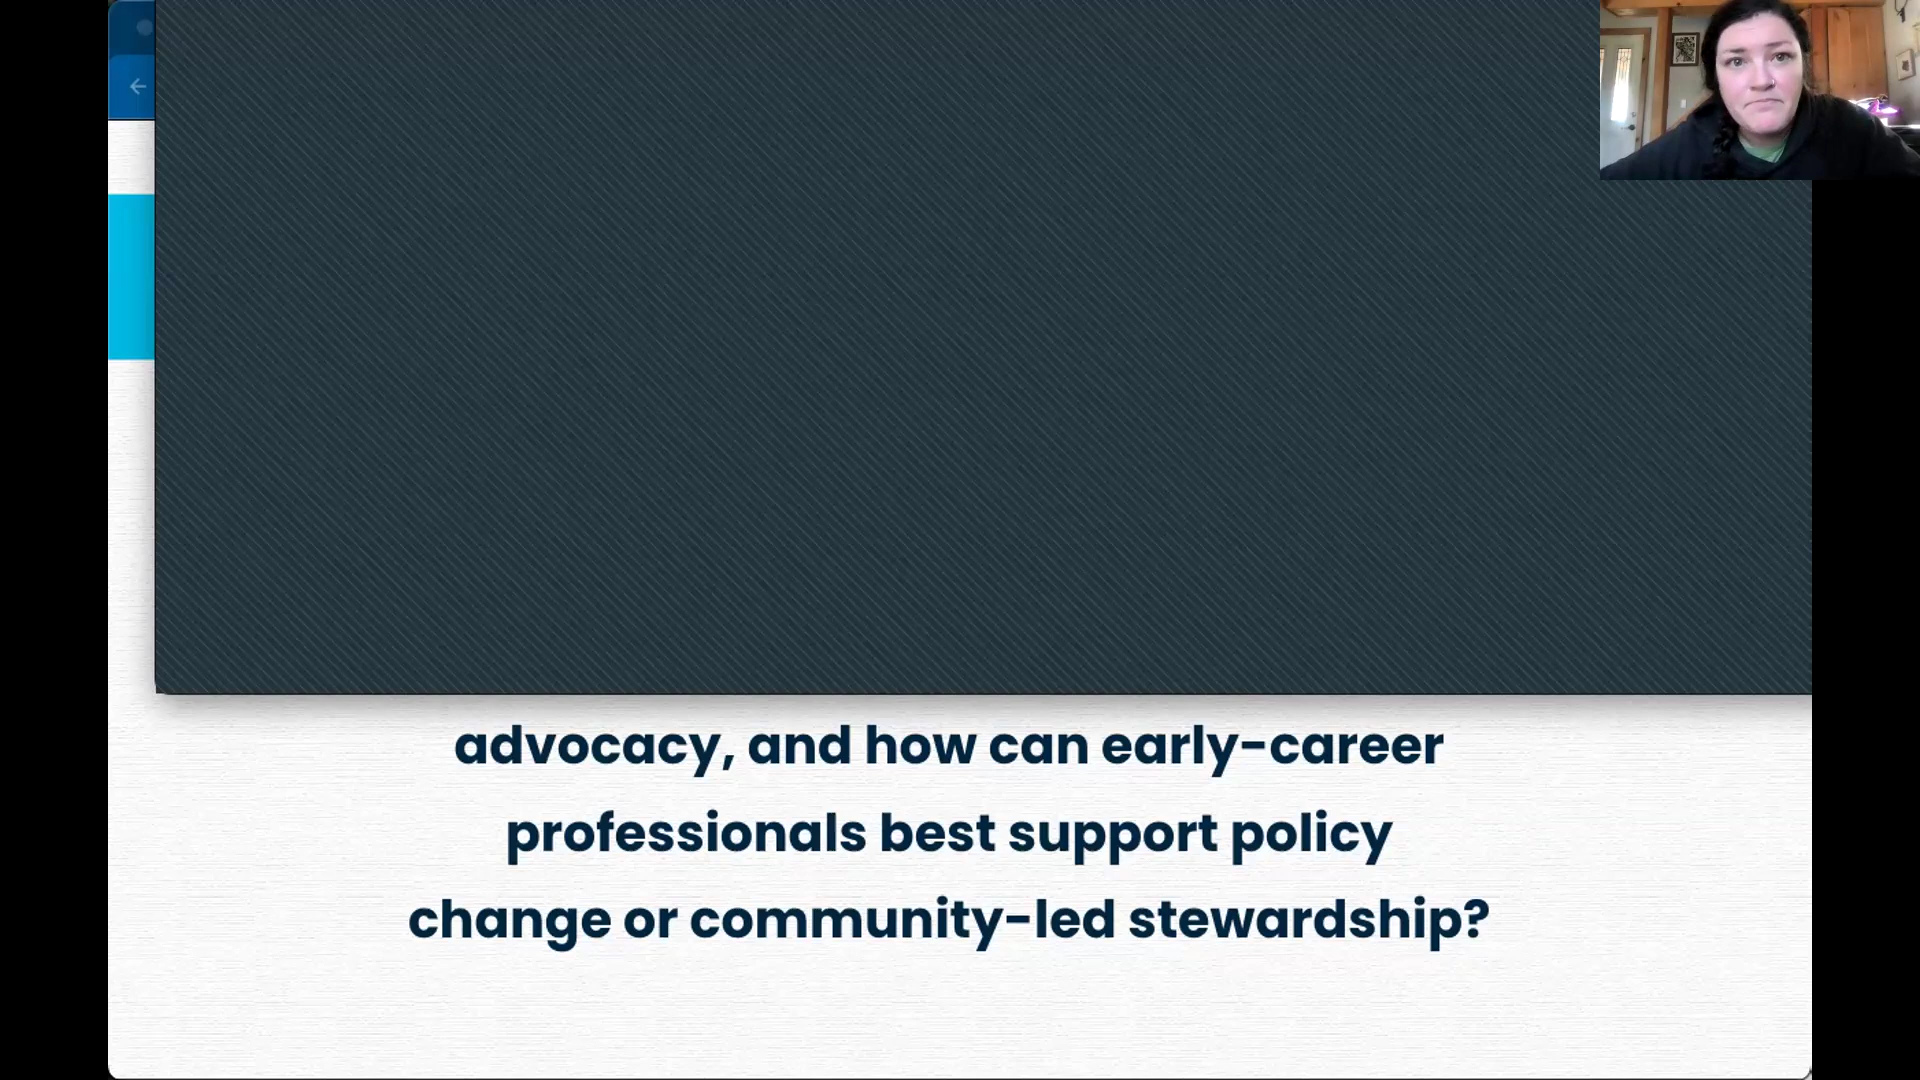 advocacy, and how can early-career
professionals best support policy
change or community-led stewardship?